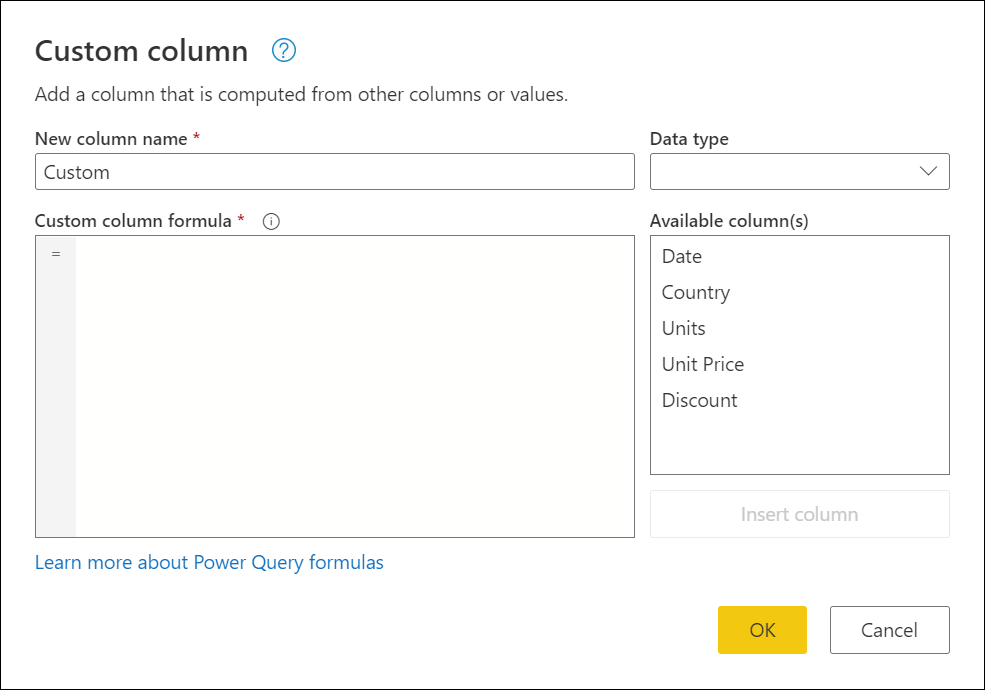 Custom column
Add a column that is computed from other columns or values.
New column name *
Custom
Data type
Custom column formula *
=
Available column(s)
Date
Country
Units
Unit Price
Discount
Insert column
Learn more about Power Query formulas
OK
Cancel